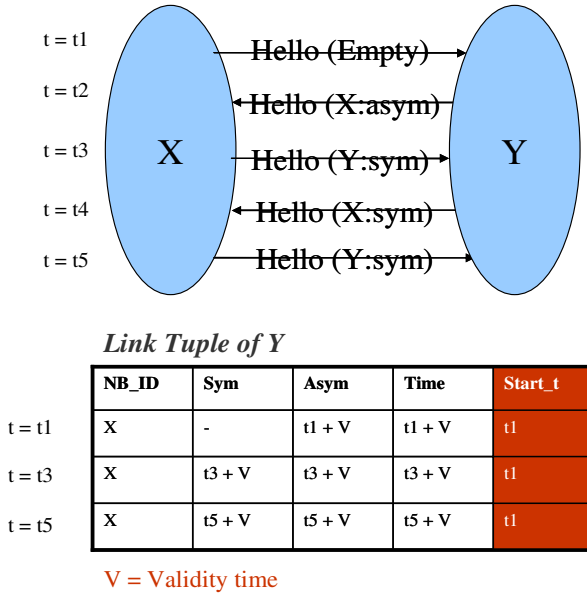 t = t1
Hello (Empty)
t = t2
Hello (X:asym)
t = t3
X
Hello (Y:sym)
Y
t = t4
Hello (X:sym)
t = t5
Hello (Y:sym)
Link Tuple of Y
NB_ID Sym Asym Time Start_t
t = t1 X - t1 + V t1 + V t1
t = t3 X t3 + V t3 + V t3 + V t1
t = t5 X t5 + V t5 + V t5 + V t1
V = Validity time